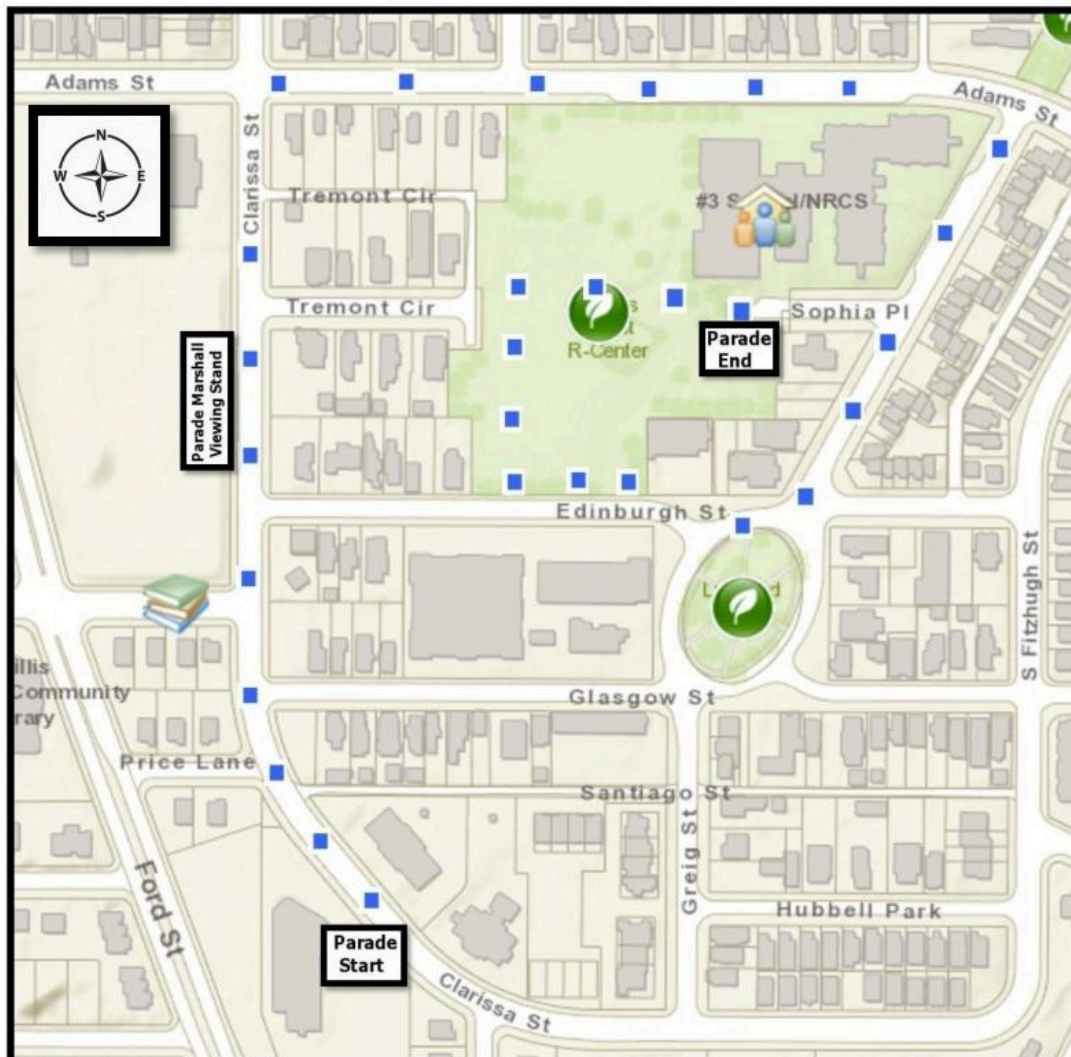 Adams St
Adams St
N
W E
S
Clarissa St
Tremont Cir
#3 S I/NRCS
Tremont Cir
Sophia Pl
R-Center
Parade
End
Parade Marshall
Viewing Stand
Edinburgh St
S Fitzhugh St
Community
Glasgow St
Price Lane
Santiago St
Greig St
Ford St
Hubbell Park
Parade
Start
Clarissa St